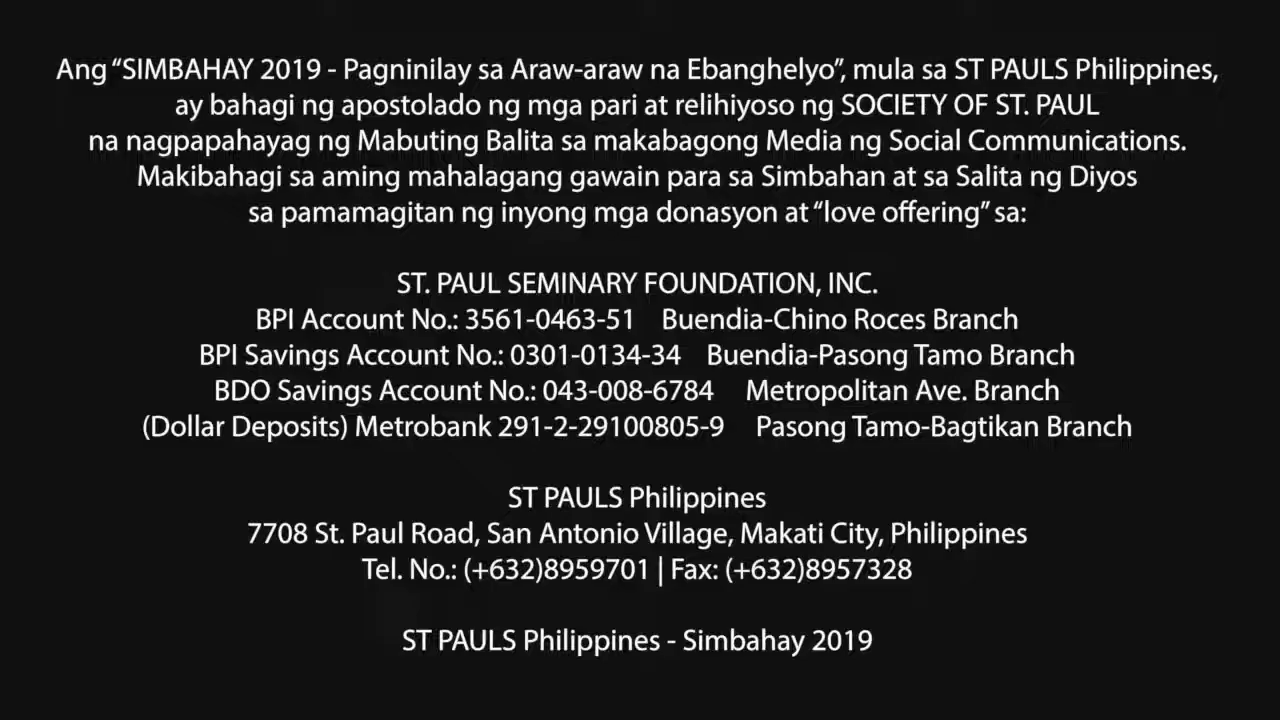 Ang “SIMBAHAY 2019 - Pagninilay sa Araw-araw na Ebanghelyo”, mula sa ST PAULS Philippines,
ay bahagi ng apostolado ng mga pari at relihiyoso ng SOCIETY OF ST. PAUL
na nagpapahayag ng Mabuting Balita sa makabagong Media ng Social Communications.
Makibahagi sa aming mahalagang gawain para sa Simbahan at sa Salita ng Diyos
sa pamamagitan ng inyong mga donasyon at “love offering” sa:
ST. PAUL SEMINARY FOUNDATION, INC.
BPI Account No.: 3561-0463-51 Buendia-Chino Roces Branch
BPI Savings Account No.: 0301-0134-34 Buendia-Pasong Tamo Branch
BDO Savings Account No.: 043-008-6784 Metropolitan Ave. Branch
(Dollar Deposits) Metrobank 291-2-29100805-9 Pasong Tamo-Bagtikan Branch
ST PAULS Philippines
7708 St. Paul Road, San Antonio Village, Makati City, Philippines
Tel. No.: (+632)8959701 | Fax: (+632)8957328
ST PAULS Philippines - Simbahay 2019